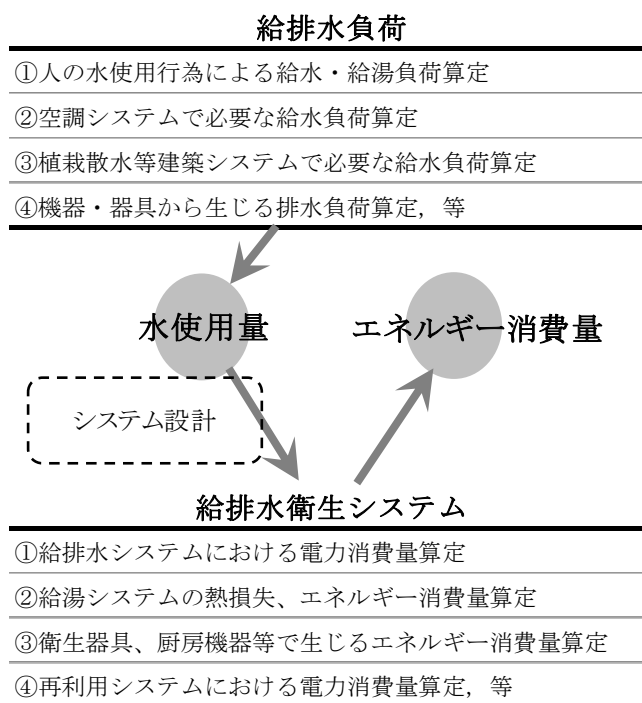 給排水負荷
①人の水使用行為による給水・給湯負荷算定
②空調システムで必要な給水負荷算定
③植栽散水等建築システムで必要な給水負荷算定
④機器・器具から生じる排水負荷算定，等
水使用量
エネルギー消費量
システム設計
給排水衛生システム
①給排水システムにおける電力消費量算定
②給湯システムの熱損失、エネルギー消費量算定
③衛生器具、厨房機器等で生じるエネルギー消費量算定
④再利用システムにおける電力消費量算定，等